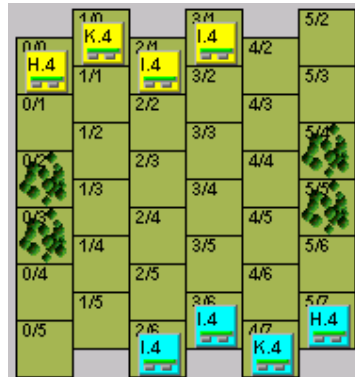 1/0 3/1 5/2
K.4 I.4
0/0 2/1 4/2
H.4 I.4
1/1 3/2 5/3
0/1 2/2 4/3
1/2 3/3 5/4
0/2 2/3 4/4
1/3 3/4 5/5
0/3 2/4 4/5
1/4 3/5 5/6
0/4 2/5 4/6
1/5 3/6 5/7
I.4 H.4
0/5 2/6 4/7
I.4 K.4